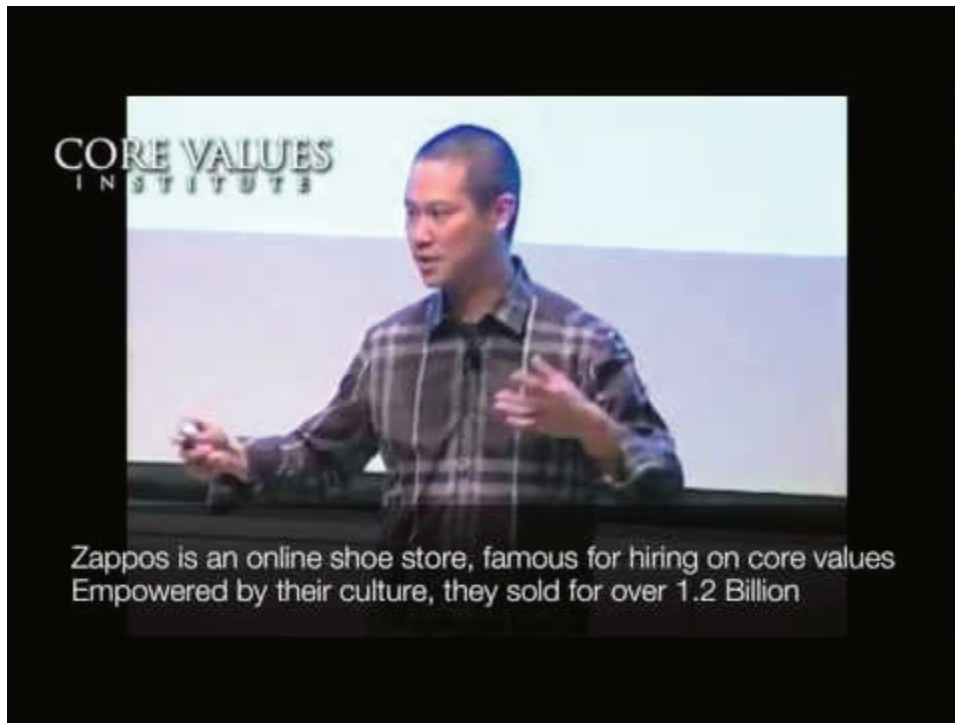 CORE VALUES
INSTITUTE
Zappos is an online shoe store, famous for hiring on core values
Empowered by their culture, they sold for over 1.2 Billion